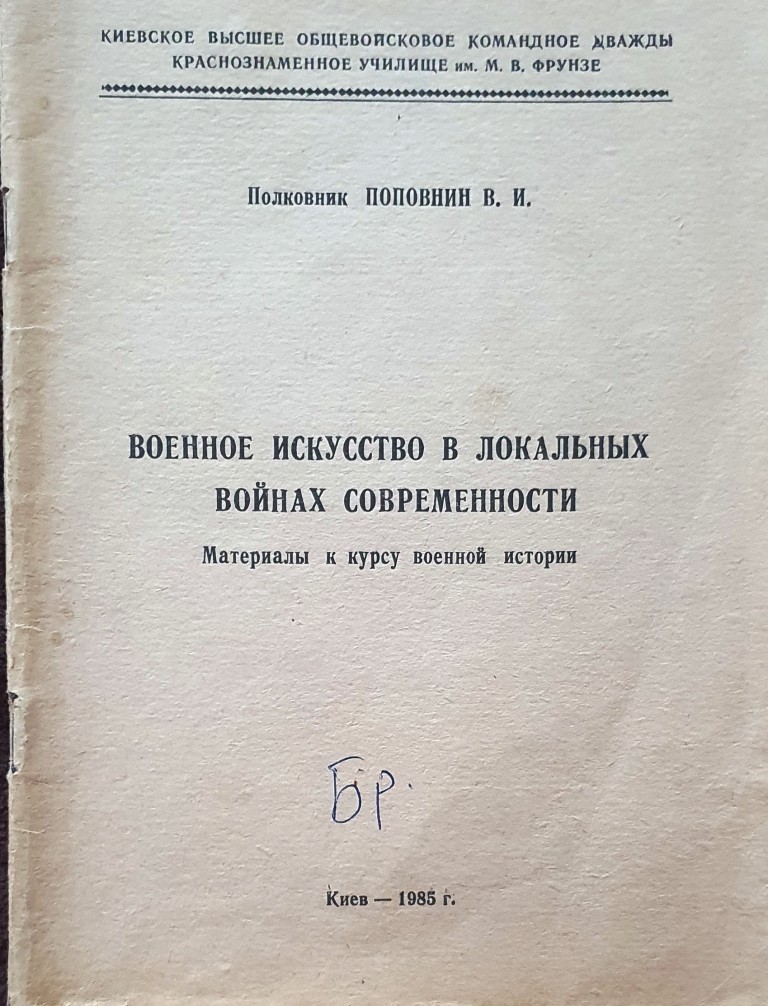 КИЕВСКОЕ ВЫСШЕЕ ОБЩЕВОЙСКОВОЕ КОМАНДНОЕ ДВАЖДЫ
КРАСНОЗНАМЕННОЕ УЧИЛИЩЕ им. М. В. ФРУНЗЕ
Полковник ПОПОВНИН В. И.
ВОЕННОЕ ИСКУССТВО В ЛОКАЛЬНЫХ
ВОЙНАХ СОВРЕМЕННОСТИ
Материалы к курсу военной истории
Бр.
Киев — 1985 г.